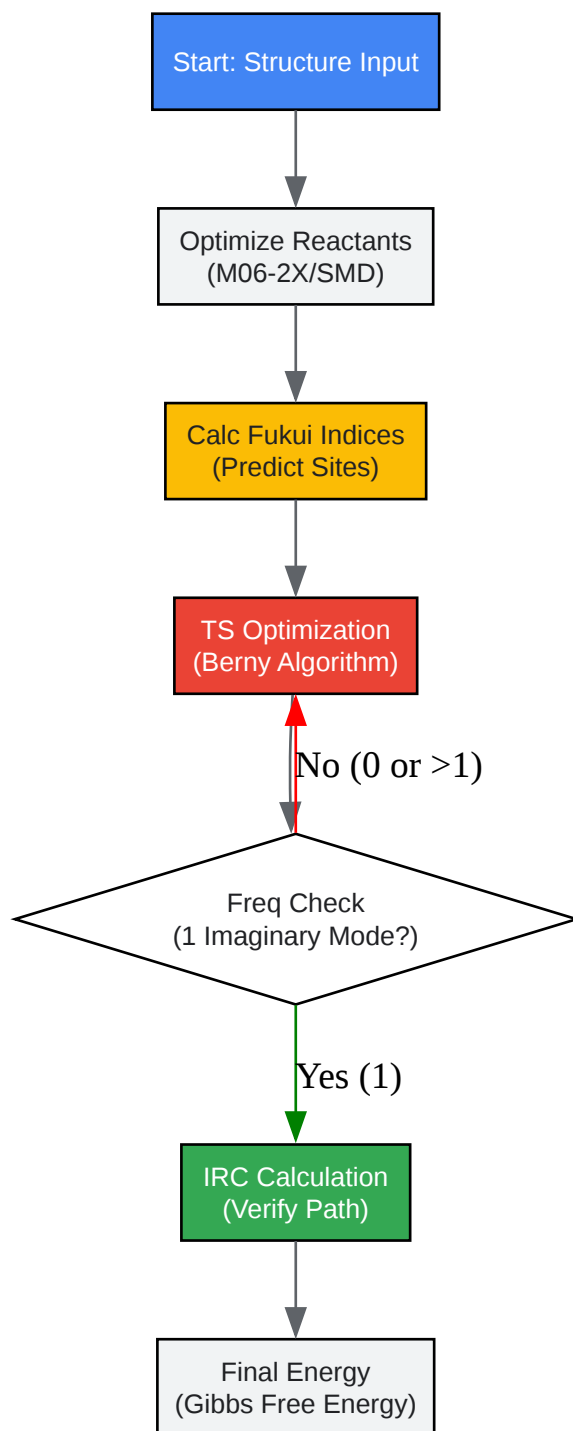 Start: Structure Input
Optimize Reactants
(M06-2X/SMD)
Calc Fukui Indices
(Predict Sites)
TS Optimization
(Berny Algorithm)
No (0 or >1)
Freq Check
(1 Imaginary Mode?)
Yes (1)
IRC Calculation
(Verify Path)
Final Energy
(Gibbs Free Energy)